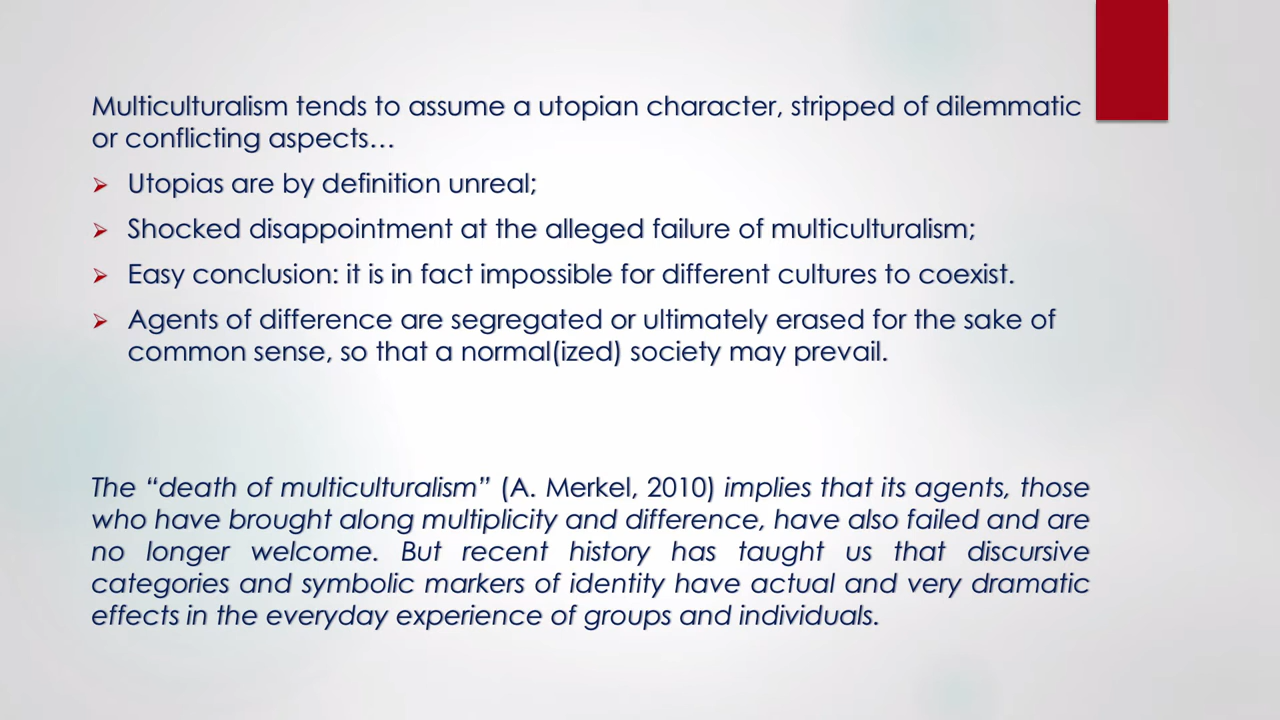 Multiculturalism tends to assume a utopian character, stripped of dilemmatic
or conflicting aspects…
Utopias are by definition unreal;
Shocked disappointment at the alleged failure of multiculturalism;
Easy conclusion: it is in fact impossible for different cultures to coexist.
Agents of difference are segregated or ultimately erased for the sake of
common sense, so that a normal(ized) society may prevail.
The “death of multiculturalism” (A. Merkel, 2010) implies that its agents, those
who have brought along multiplicity and difference, have also failed and are
no longer welcome. But recent history has taught us that discursive
categories and symbolic markers of identity have actual and very dramatic
effects in the everyday experience of groups and individuals.